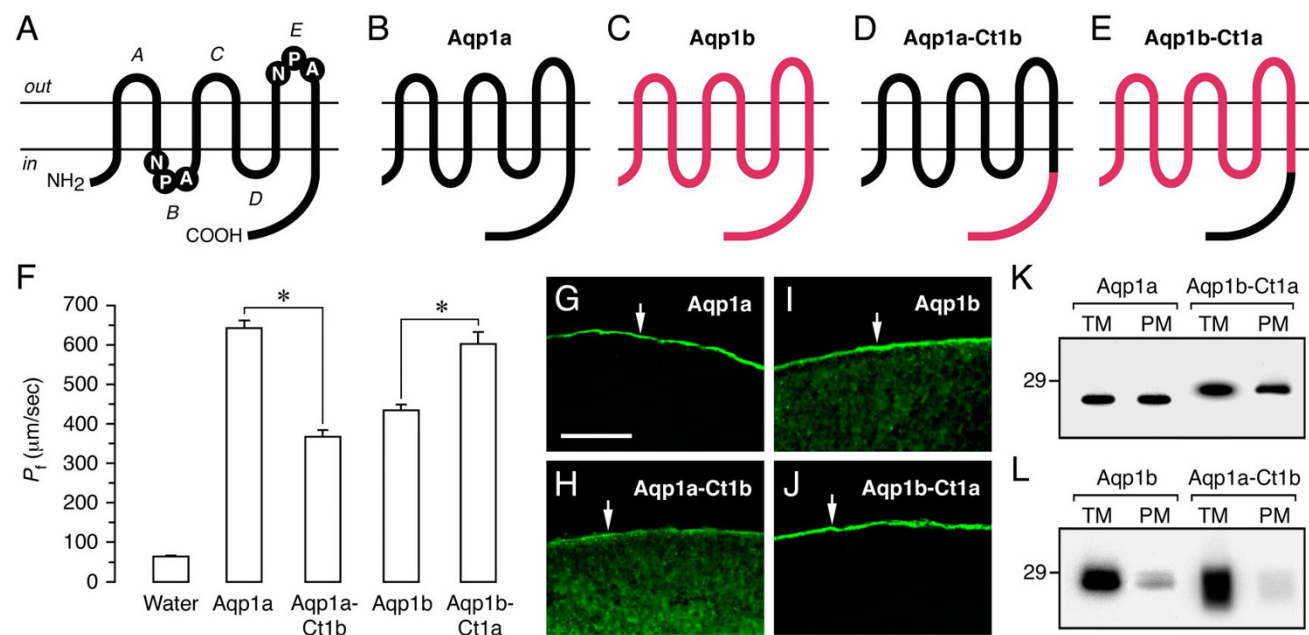 A
A
C
E
N P A
out
in
NH2
N P A
B
D
COOH
B
Aqp1a
C
Aqp1b
D
Aqp1a-Ct1b
E
Aqp1b-Ct1a
F
Pf (μm/sec)
700
600
500
400
300
200
100
0
* *
Water Aqp1a Aqp1a-Ct1b Aqp1b Aqp1b-Ct1a
G
Aqp1a
I
Aqp1b
H
Aqp1a-Ct1b
J
Aqp1b-Ct1a
K
Aqp1a Aqp1b-Ct1a
TM PM TM PM
29
L
Aqp1b Aqp1a-Ct1b
TM PM TM PM
29